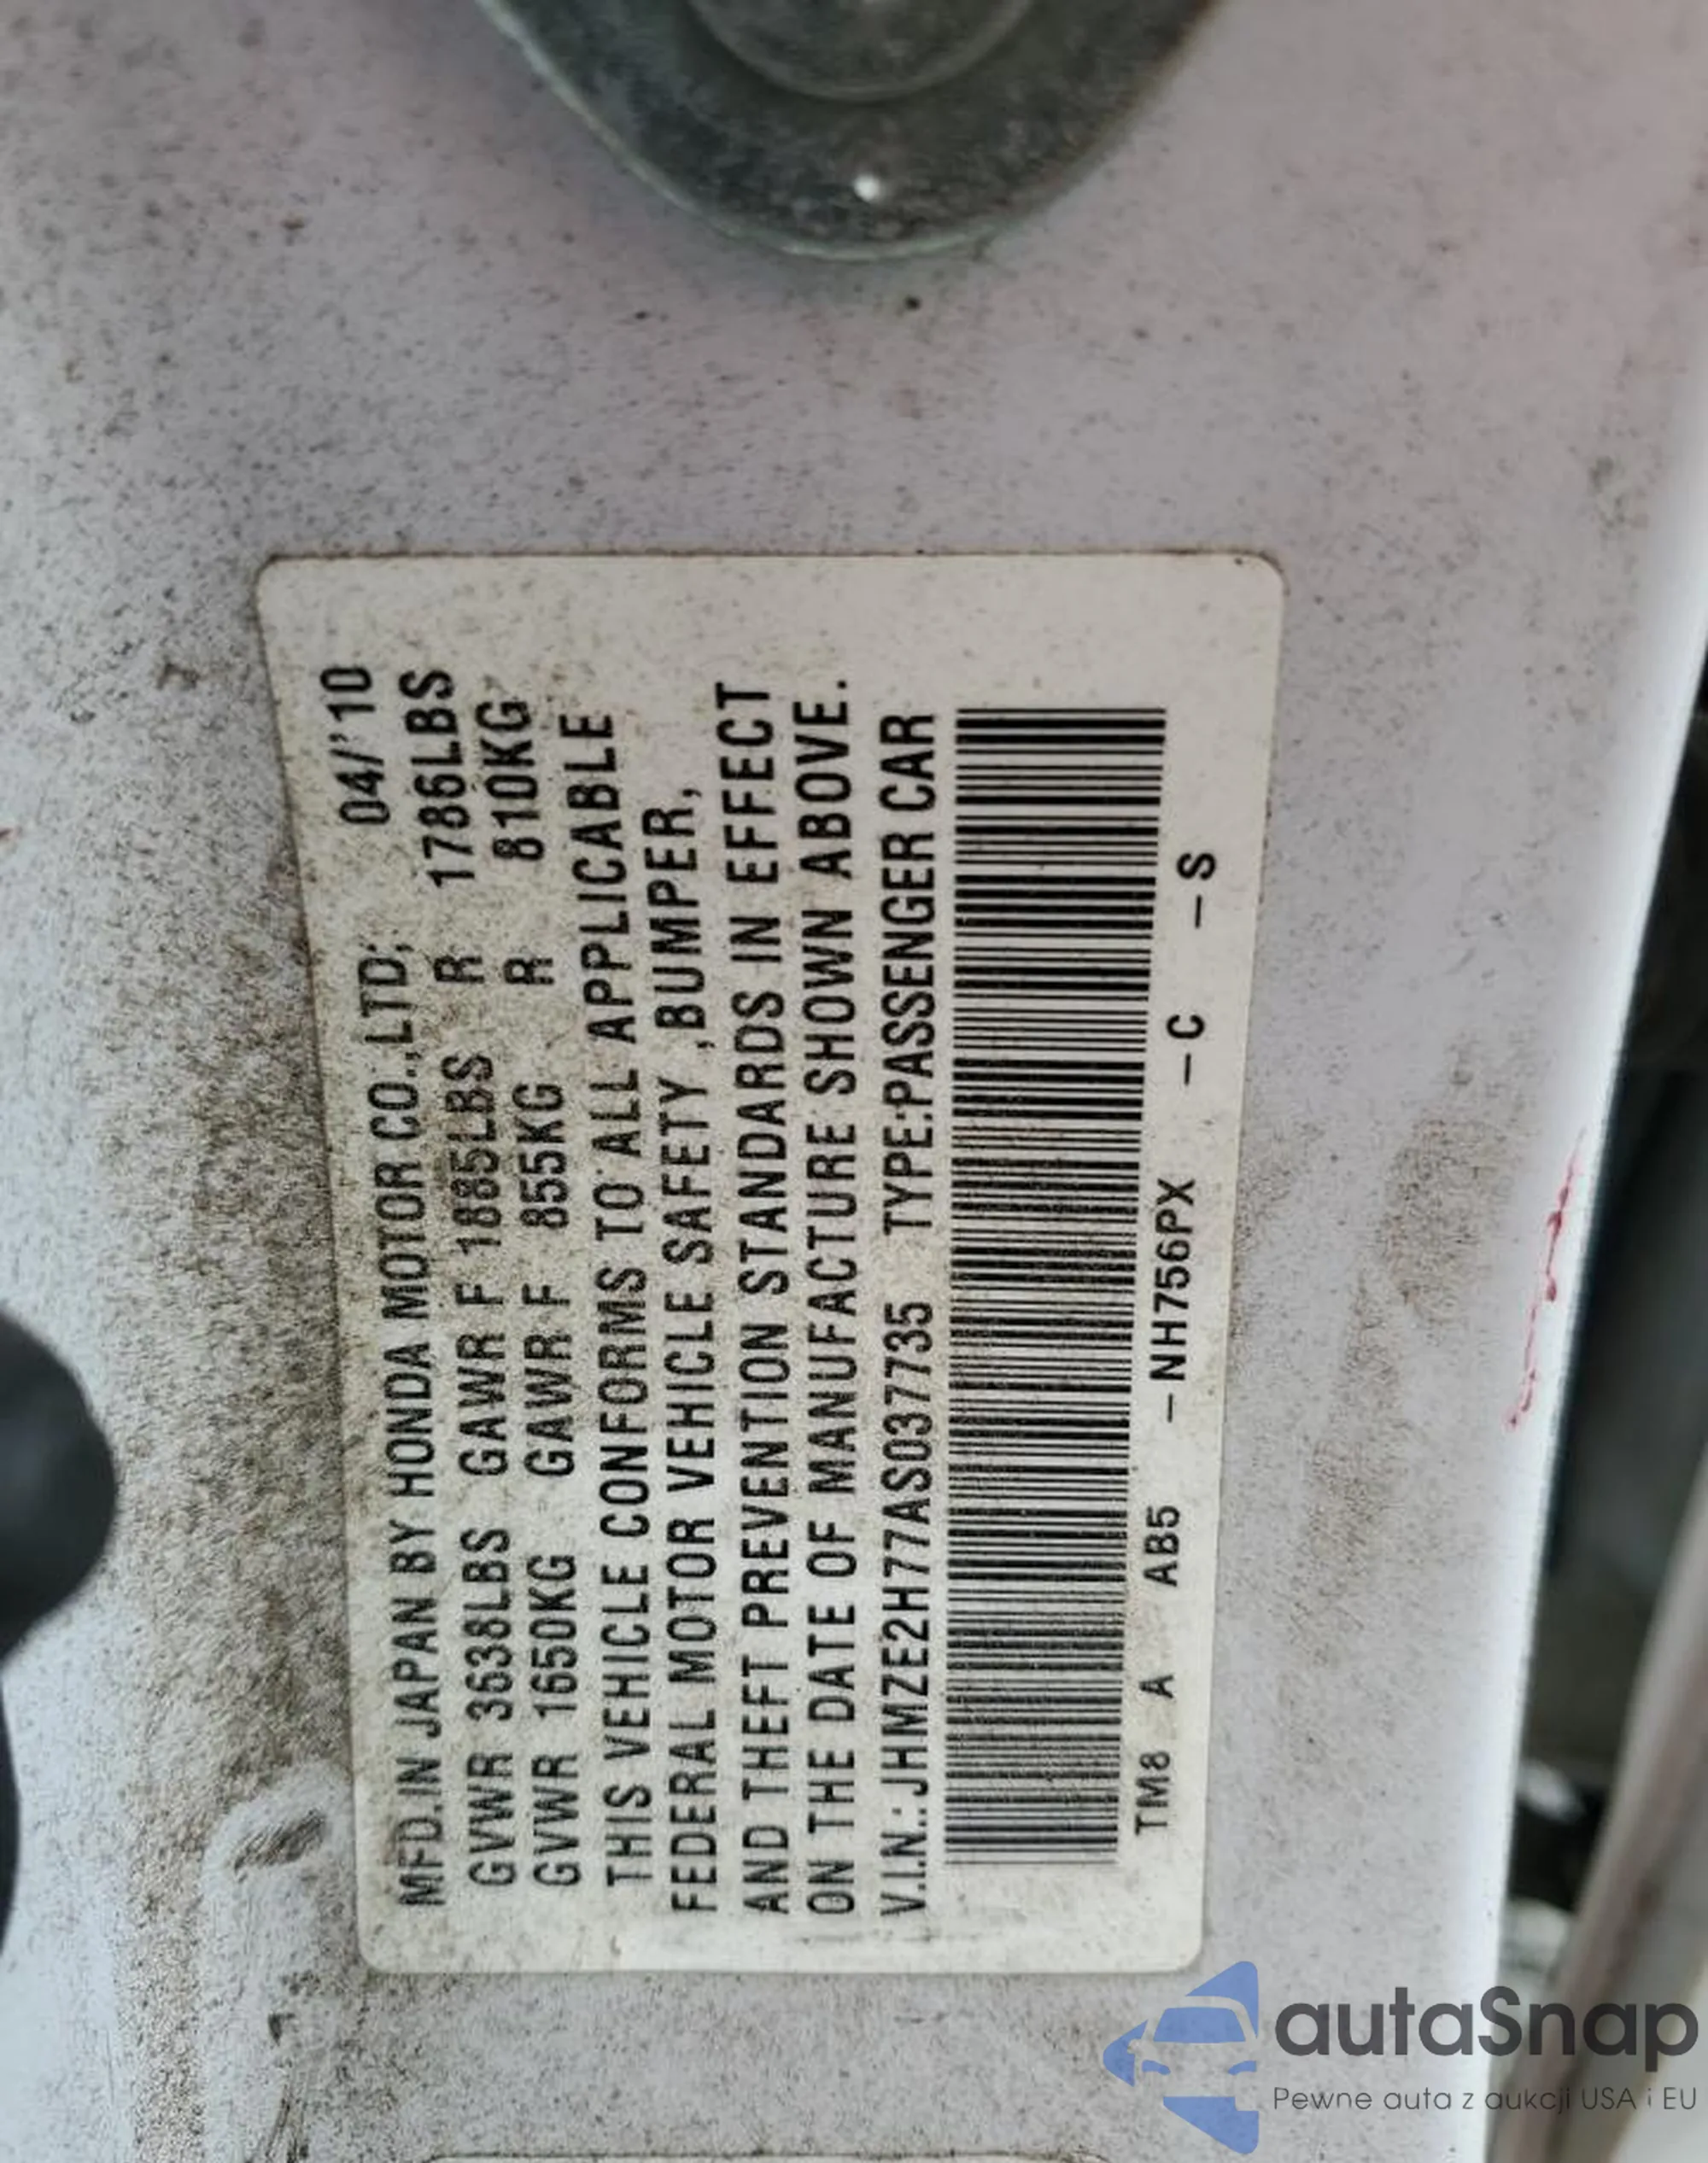 MFD.IN JAPAN BY HONDA MOTOR CO.,LTD; 04/'10
GVWR 3638LBS GAWR F 1885LBS R 1786LBS
GVWR 1650KG GAWR F 855KG R 810KG
THIS VEHICLE CONFORMS TO ALL APPLICABLE
FEDERAL MOTOR VEHICLE SAFETY ,BUMPER,
AND THEFT PREVENTION STANDARDS IN EFFECT
ON THE DATE OF MANUFACTURE SHOWN ABOVE.
V.I.N.: JHMZE2H77AS037735 TYPE:PASSENGER CAR
TM8 A AB5 –NH756PX –C –S
autaSnap
Pewne auta z aukcji USA i EU